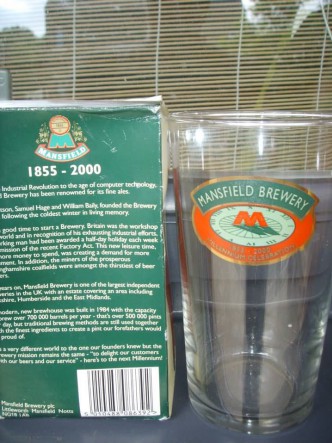 MANSFIELD
1855 - 2000
Industrial Revolution to the age of computer technology,
Brewery has been renowned for its fine ales.
son, Samuel Hage and William Baily, founded the Brewery
following the coldest winter in living memory.
good time to start a Brewery. Britain was the workshop
world and in recognition of his exhausting industrial efforts,
rking man had been awarded a half-day holiday each week
mission of the recent Factory Act. This new leisure time,
more money to spend, was creating a demand for more
ment. In addition, the miners of the prosperous
nghamshire coalfields were amongst the thirstiest of beer
ears on, Mansfield Brewery is one of the largest independent
eries in the UK with an estate covering an area including
shire, Humberside and the East Midlands.
modern, new brewhouse was built in 1984 with the capacity
brew over 700 000 barrels per year - that's over 500 000 pints
day, but traditional brewing methods are still used together
the finest ingredients to create a pint our forefathers would
proud of.
a very different world to the one our founders knew but the
ewery mission remains the same - "to delight our customers
with our beers and service" - here's to the next Millennium!
Mansfield Brewery plc
Littleworth Mansfield Notts
NG18 1AB
MANSFIELD BREWERY
M